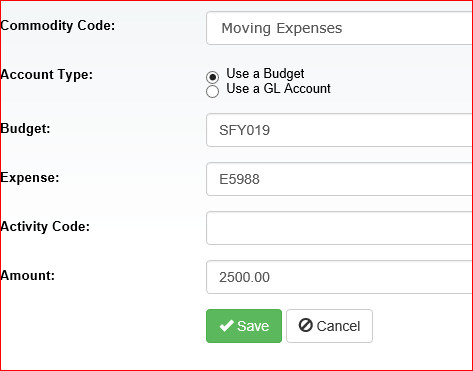 Commodity Code: Moving Expenses
Account Type: Use a Budget
Use a GL Account
Budget: SFY019
Expense: E5988
Activity Code:
Amount: 2500.00
Save Cancel